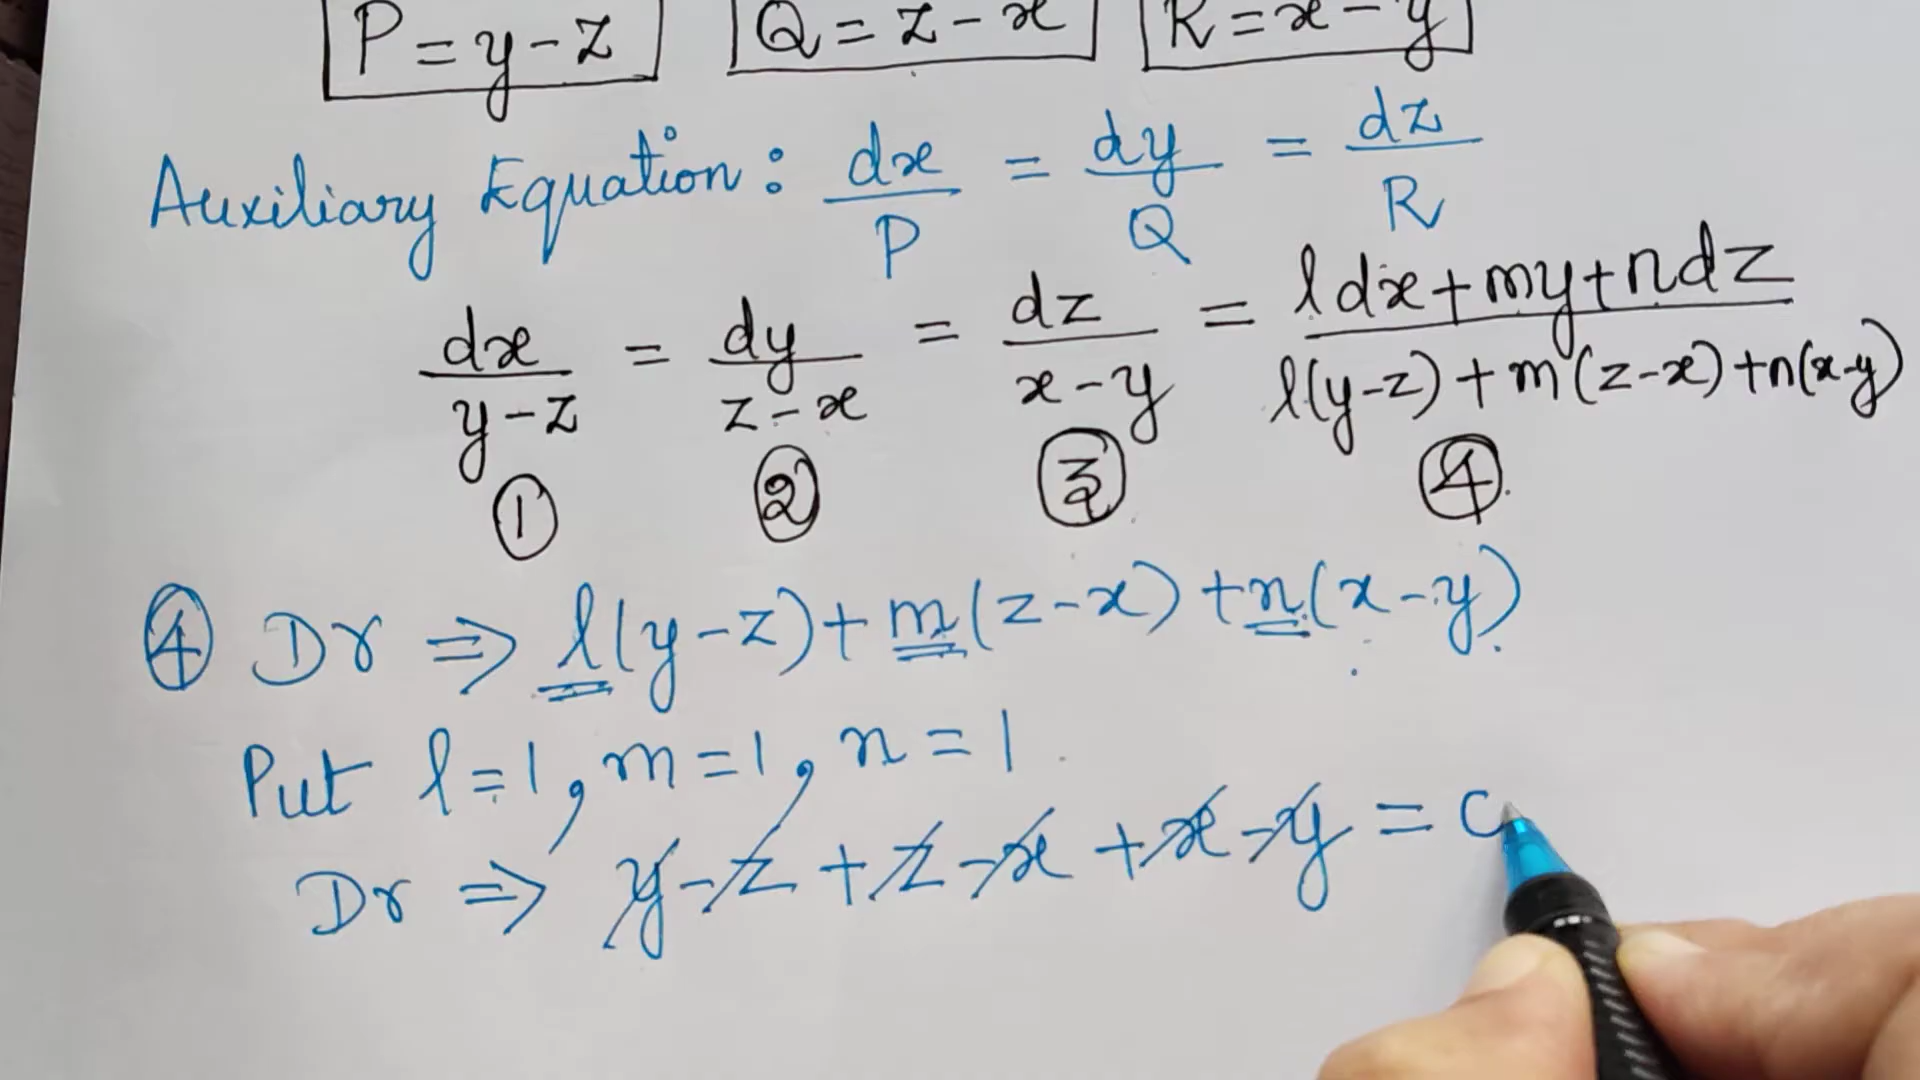 P = y - z Q = z - x R = x - y
Auxiliary Equation : dx/P = dy/Q = dz/R
dx/(y - z) = dy/(z - x) = dz/(x - y) = (ldx + my + ndz)/(l(y-z) + m(z-x) + n(x-y))
① ② ③ ④
④ Dr ⇒ l(y - z) + m(z - x) + n(x - y)
Put l = 1, m = 1, n = 1
Dr ⇒ y - z + z - x + x - y =